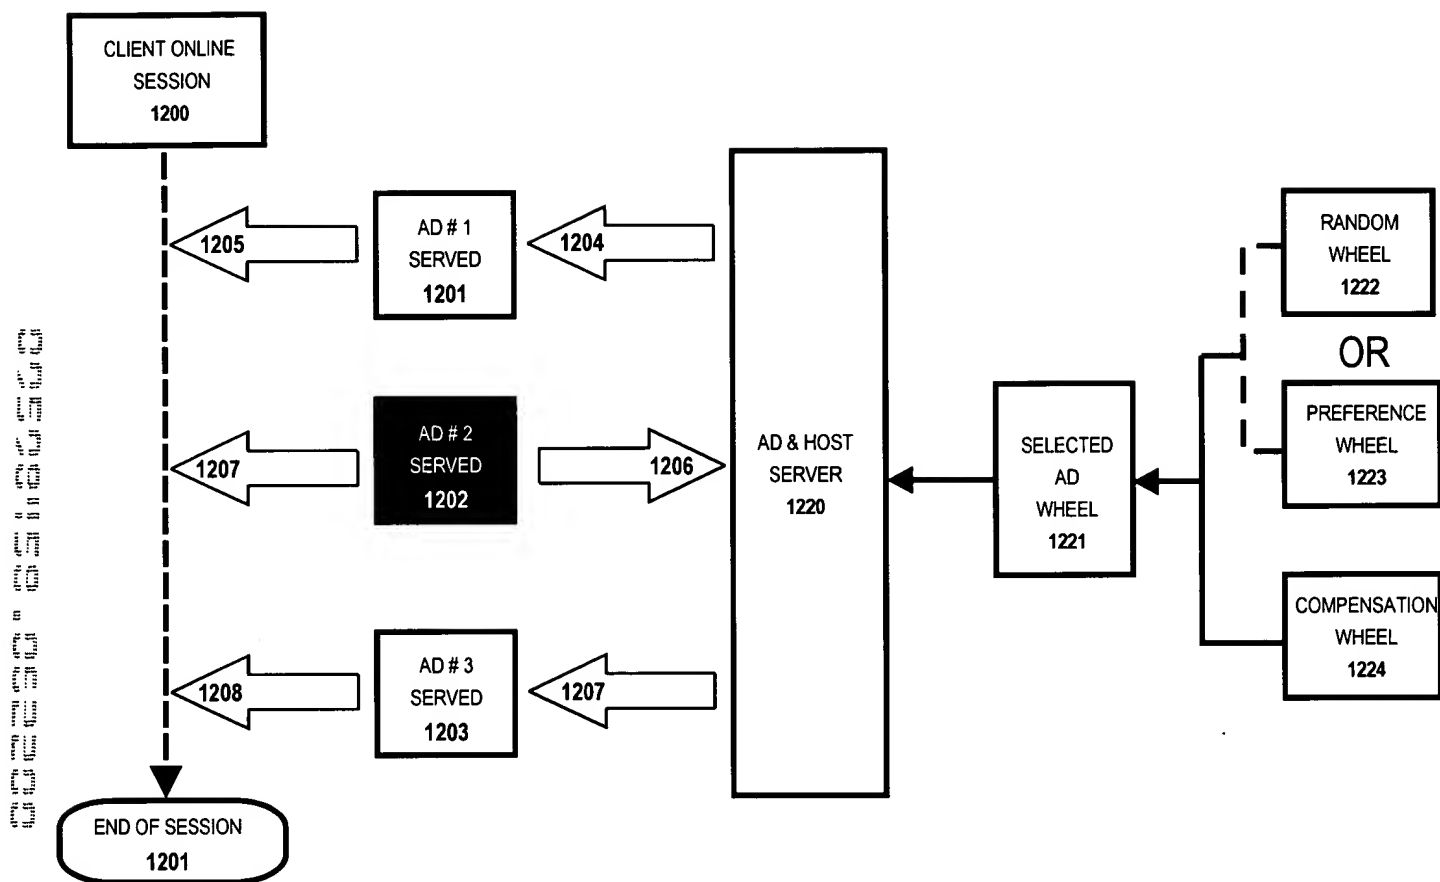 CLIENT ONLINE
SESSION
1200
1205
AD # 1
SERVED
1201
1204
1207
AD # 2
SERVED
1202
1206
1208
AD # 3
SERVED
1203
1207
END OF SESSION
1201
AD & HOST
SERVER
1220
SELECTED
AD
WHEEL
1221
RANDOM
WHEEL
1222
OR
PREFERENCE
WHEEL
1223
COMPENSATION
WHEEL
1224